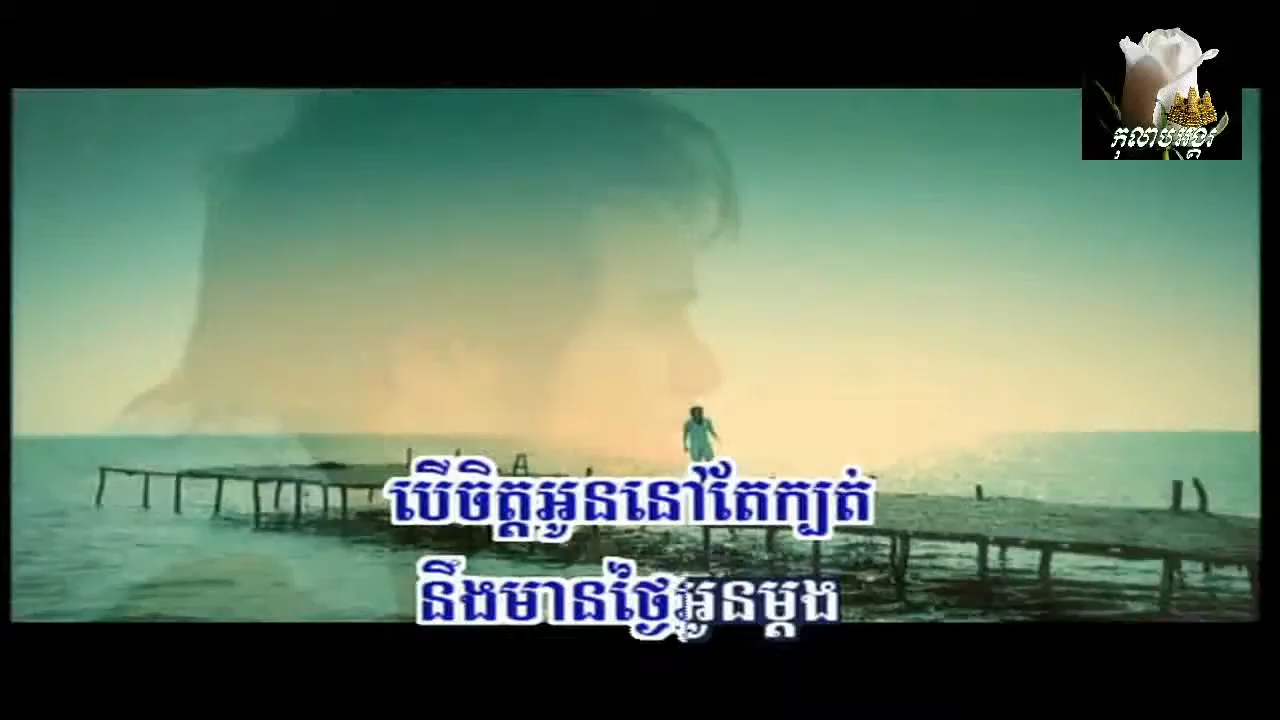 កុលាបអង្គរ
បើចិត្តអូននៅតែក្បត់
នឹងមានថ្ងៃអូនម្ដង